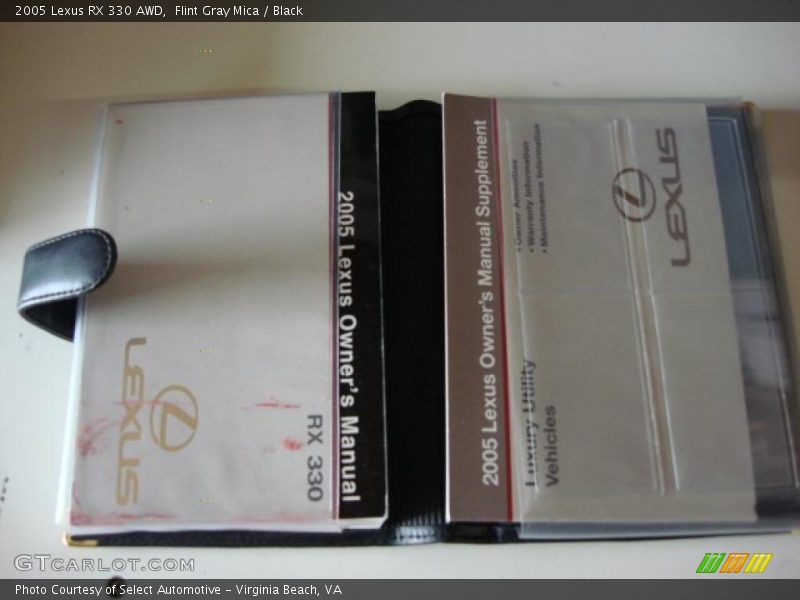 2005 Lexus RX 330 AWD,  Flint Gray Mica / Black
2005 Lexus Owner's Manual
RX 330
LEXUS
2005 Lexus Owner's Manual Supplement
• Owner Amenities
• Warranty Information
• Maintenance Information
Luxury Utility
Vehicles
LEXUS
GTCARLOT.COM
Photo Courtesy of Select Automotive - Virginia Beach, VA